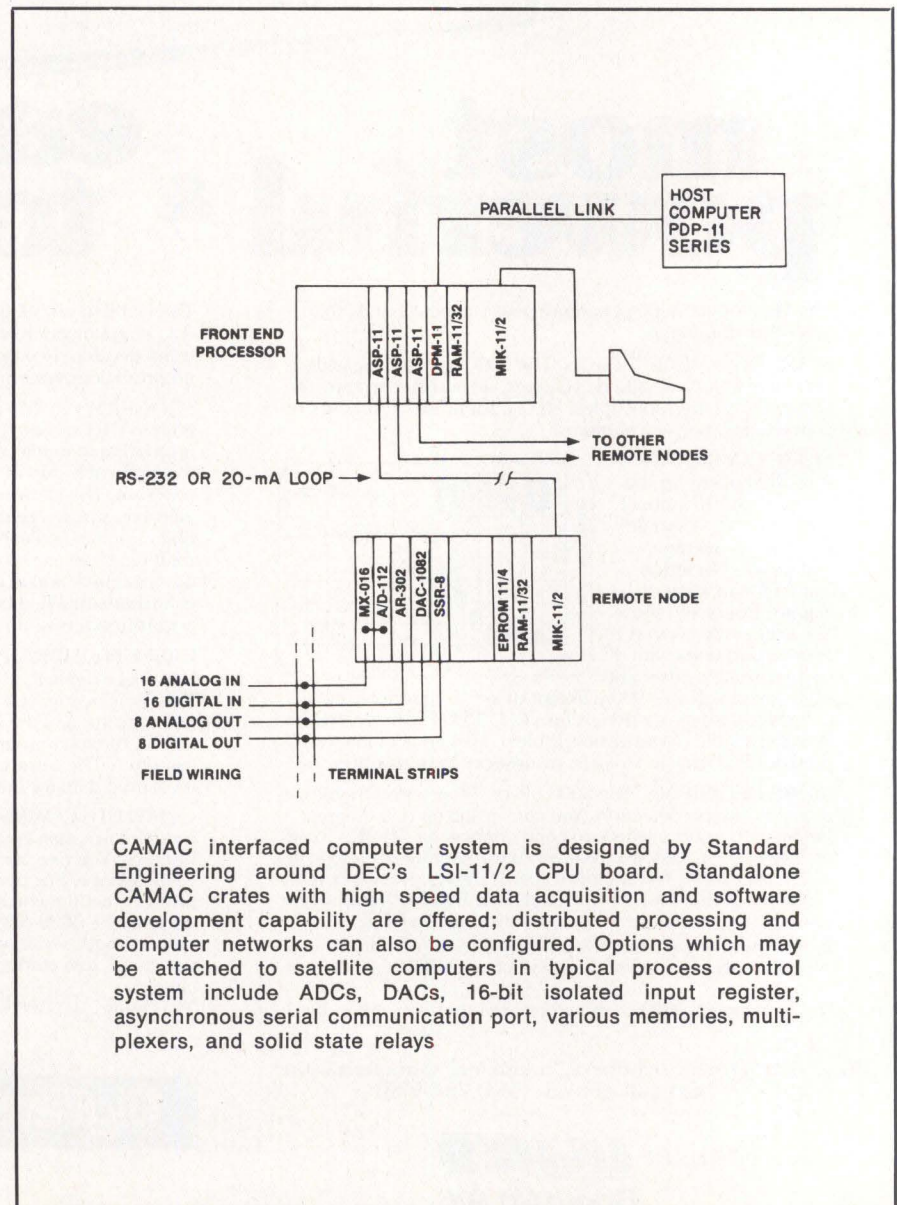 HOST
COMPUTER
PDP-11
SERIES
PARALLEL LINK
FRONT END
PROCESSOR
ASP-11
ASP-11
ASP-11
DPM-11
RAM-11/32
MIK-11/2
TO OTHER
REMOTE NODES
RS-232 OR 20-mA LOOP
MX-016
A/D-112
AR-302
DAC-1082
SSR-8
EPROM 11/4
RAM-11/32
MIK-11/2
REMOTE NODE
16 ANALOG IN
16 DIGITAL IN
8 ANALOG OUT
8 DIGITAL OUT
FIELD WIRING
TERMINAL STRIPS
CAMAC interfaced computer system is designed by Standard
Engineering around DEC's LSI-11/2 CPU board. Standalone
CAMAC crates with high speed data acquisition and software
development capability are offered; distributed processing and
computer networks can also be configured. Options which may
be attached to satellite computers in typical process control
system include ADCs, DACs, 16-bit isolated input register,
asynchronous serial communication port, various memories, multi-
plexers, and solid state relays